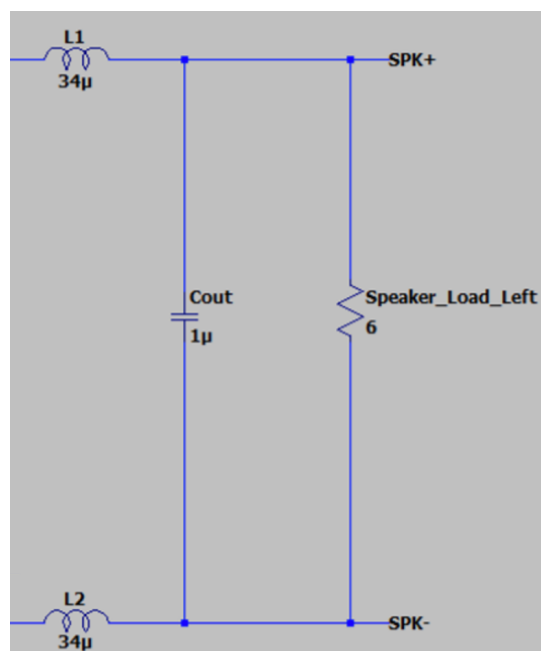 L1
34µ
SPK+
Cout
1µ
Speaker_Load_Left
6
L2
34µ
SPK-